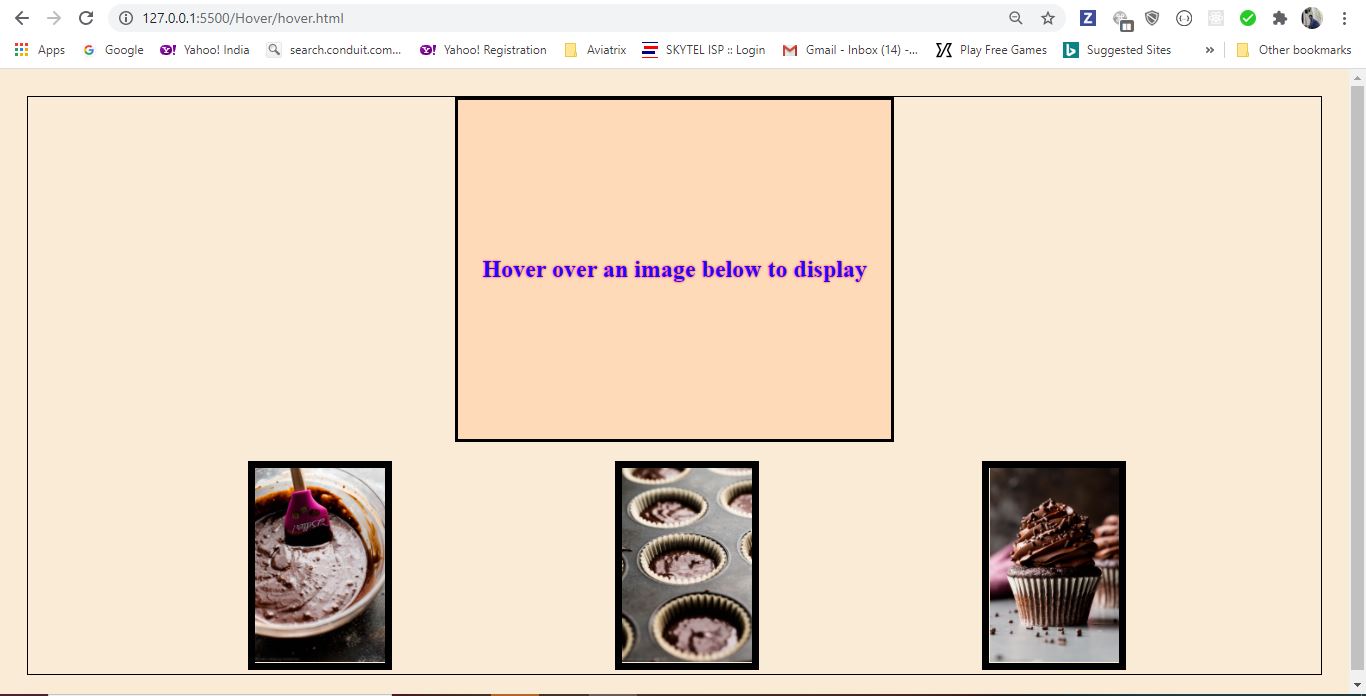 127.0.0.1:5500/Hover/hover.html
Apps Google Yahoo! India search.conduit.com... Yahoo! Registration Aviatrix SKYTEL ISP :: Login Gmail - Inbox (14) -... Play Free Games Suggested Sites » Other bookmarks
Hover over an image below to display